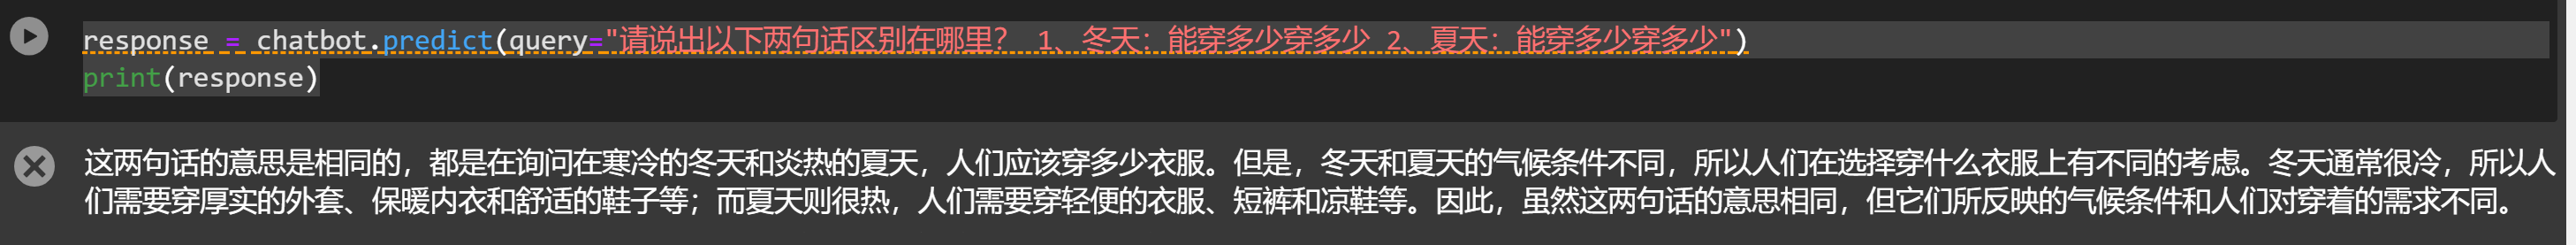 response = chatbot.predict(query="请说出以下两句话区别在哪里？ 1、冬天：能穿多少穿多少 2、夏天：能穿多少穿多少")
print(response)
这两句话的意思是相同的，都是在询问在寒冷的冬天和炎热的夏天，人们应该穿多少衣服。但是，冬天和夏天的气候条件不同，所以人们在选择穿什么衣服上有不同的考虑。冬天通常很冷，所以人
们需要穿厚实的外套、保暖内衣和舒适的鞋子等；而夏天则很热，人们需要穿轻便的衣服、短裤和凉鞋等。因此，虽然这两句话的意思相同，但它们所反映的气候条件和人们对穿着的需求不同。